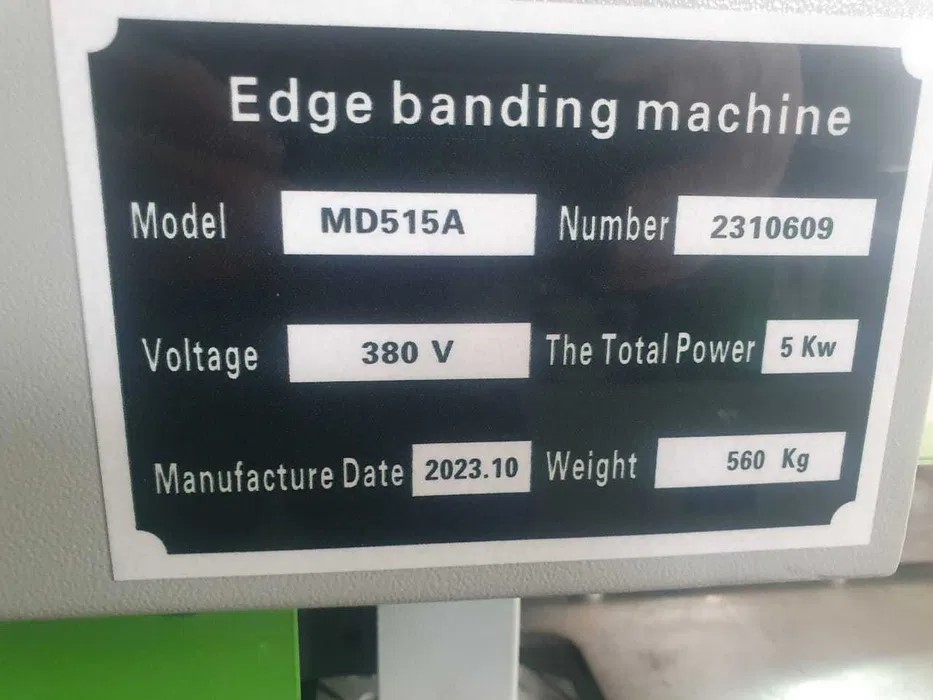 Edge banding machine
Model MD515A Number 2310609
Voltage 380 V The Total Power 5 Kw
Manufacture Date 2023.10 Weight 560 Kg